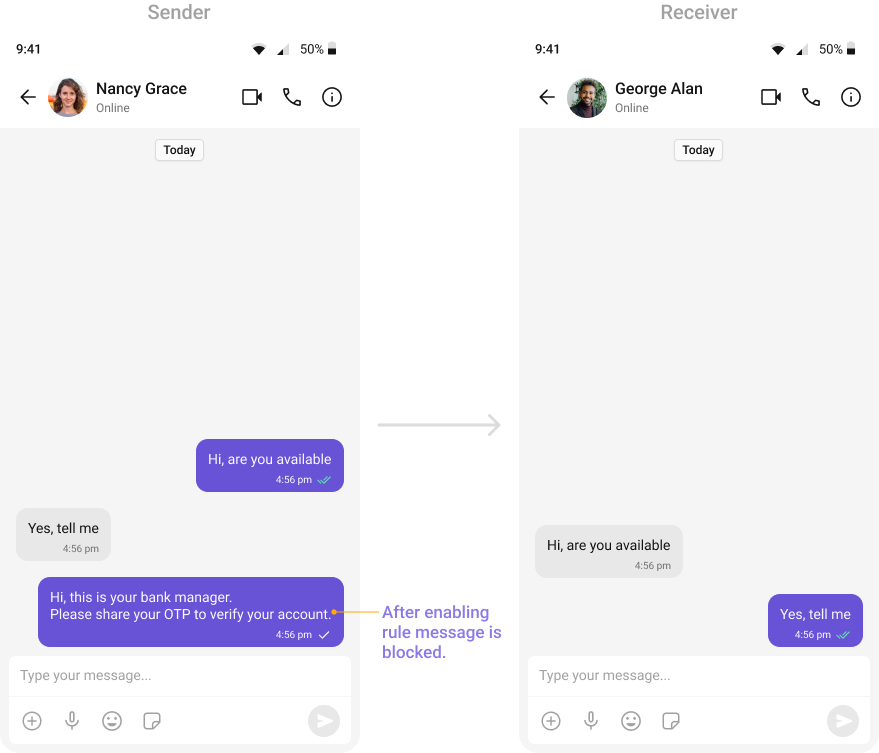 Sender
9:41
50%
Nancy Grace
Online
Today
Hi, are you available
4:56 pm
Yes, tell me
4:56 pm
Hi, this is your bank manager.
Please share your OTP to verify your account.
4:56 pm
Type your message...
After enabling
rule message is
blocked.
Receiver
9:41
50%
George Alan
Online
Today
Hi, are you available
4:56 pm
Yes, tell me
4:56 pm
Type your message...